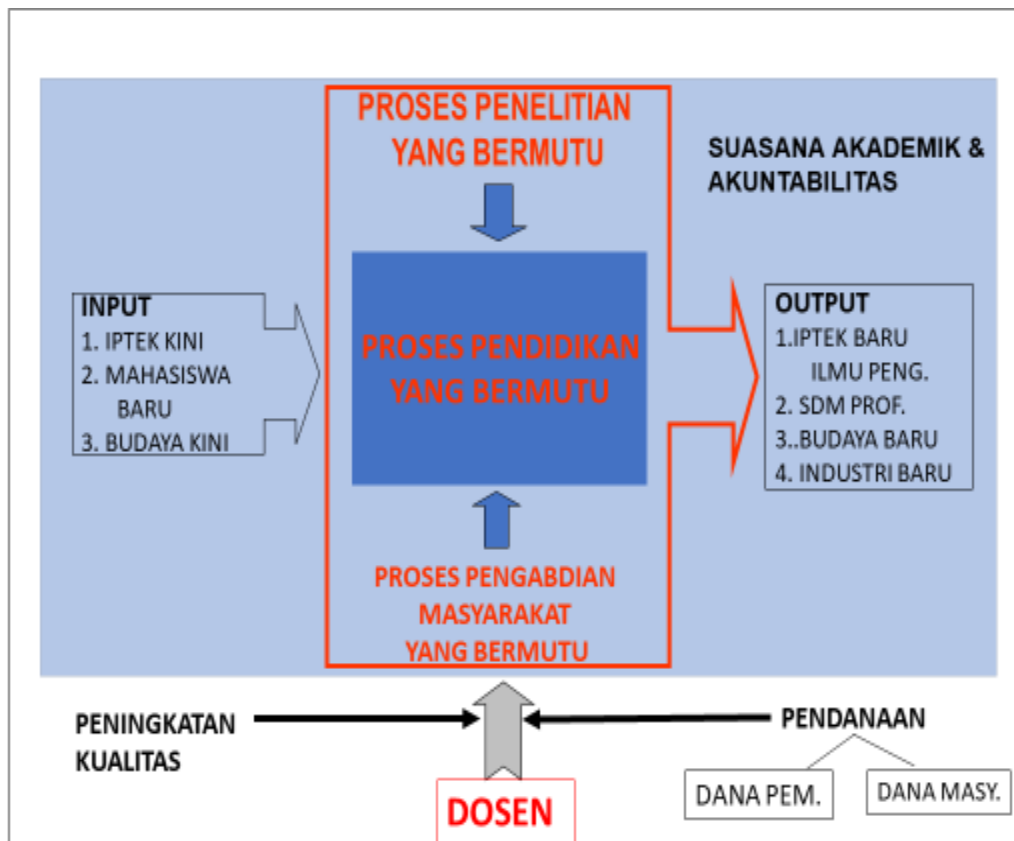 PROSES PENELITIAN
YANG BERMUTU
SUASANA AKADEMIK &
AKUNTABILITAS
INPUT
1. IPTEK KINI
2. MAHASISWA
BARU
3. BUDAYA KINI
PROSES PENDIDIKAN
YANG BERMUTU
OUTPUT
1.IPTEK BARU
ILMU PENG.
2. SDM PROF.
3..BUDAYA BARU
4. INDUSTRI BARU
PROSES PENGABDIAN
MASYARAKAT
YANG BERMUTU
PENINGKATAN
KUALITAS
PENDANAAN
DANA PEM.
DANA MASY.
DOSEN